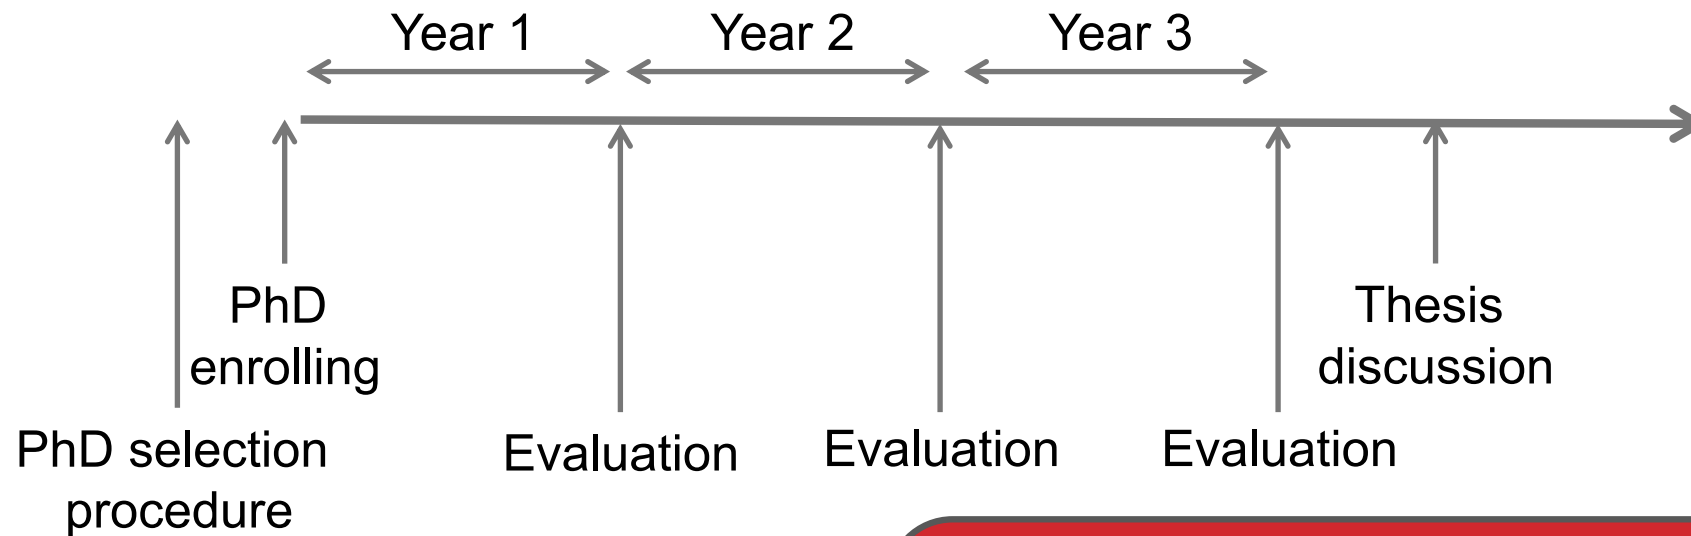 Year 1
Year 2
Year 3
PhD
enrolling
Thesis
discussion
PhD selection
procedure
Evaluation
Evaluation
Evaluation